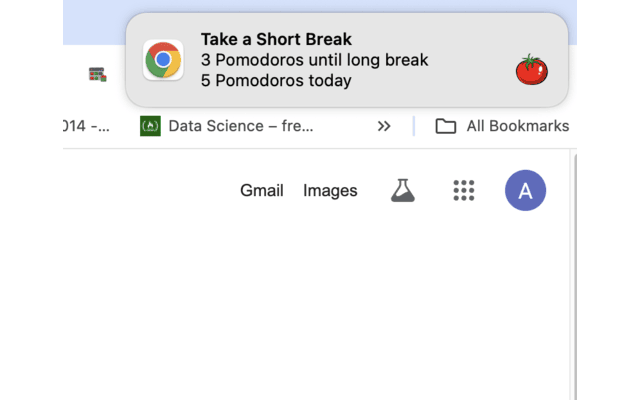 Take a Short Break
3 Pomodoros until long break
5 Pomodoros today
014 -...
Data Science – fre...
All Bookmarks
Gmail
Images
A